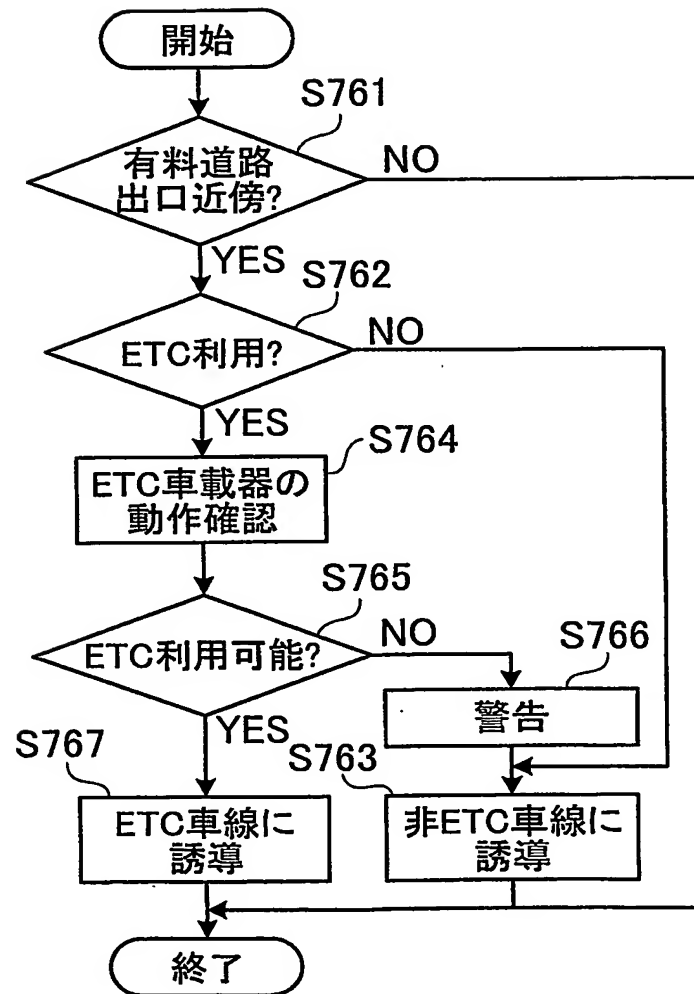 開始
S761
有料道路
出口近傍?
NO
YES
S762
ETC利用?
NO
YES
S764
ETC車載器の
動作確認
S765
ETC利用可能?
NO
S766
警告
YES
S767
S763
ETC車線に
誘導
非ETC車線に
誘導
終了